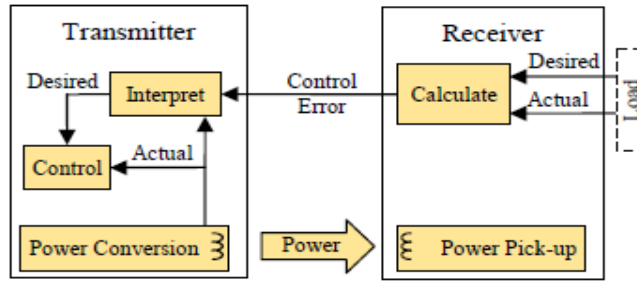 Transmitter
Receiver
Desired
Interpret
Control
Error
Calculate
Desired
Actual
Load
Control
Actual
Power Conversion
Power
Power Pick-up